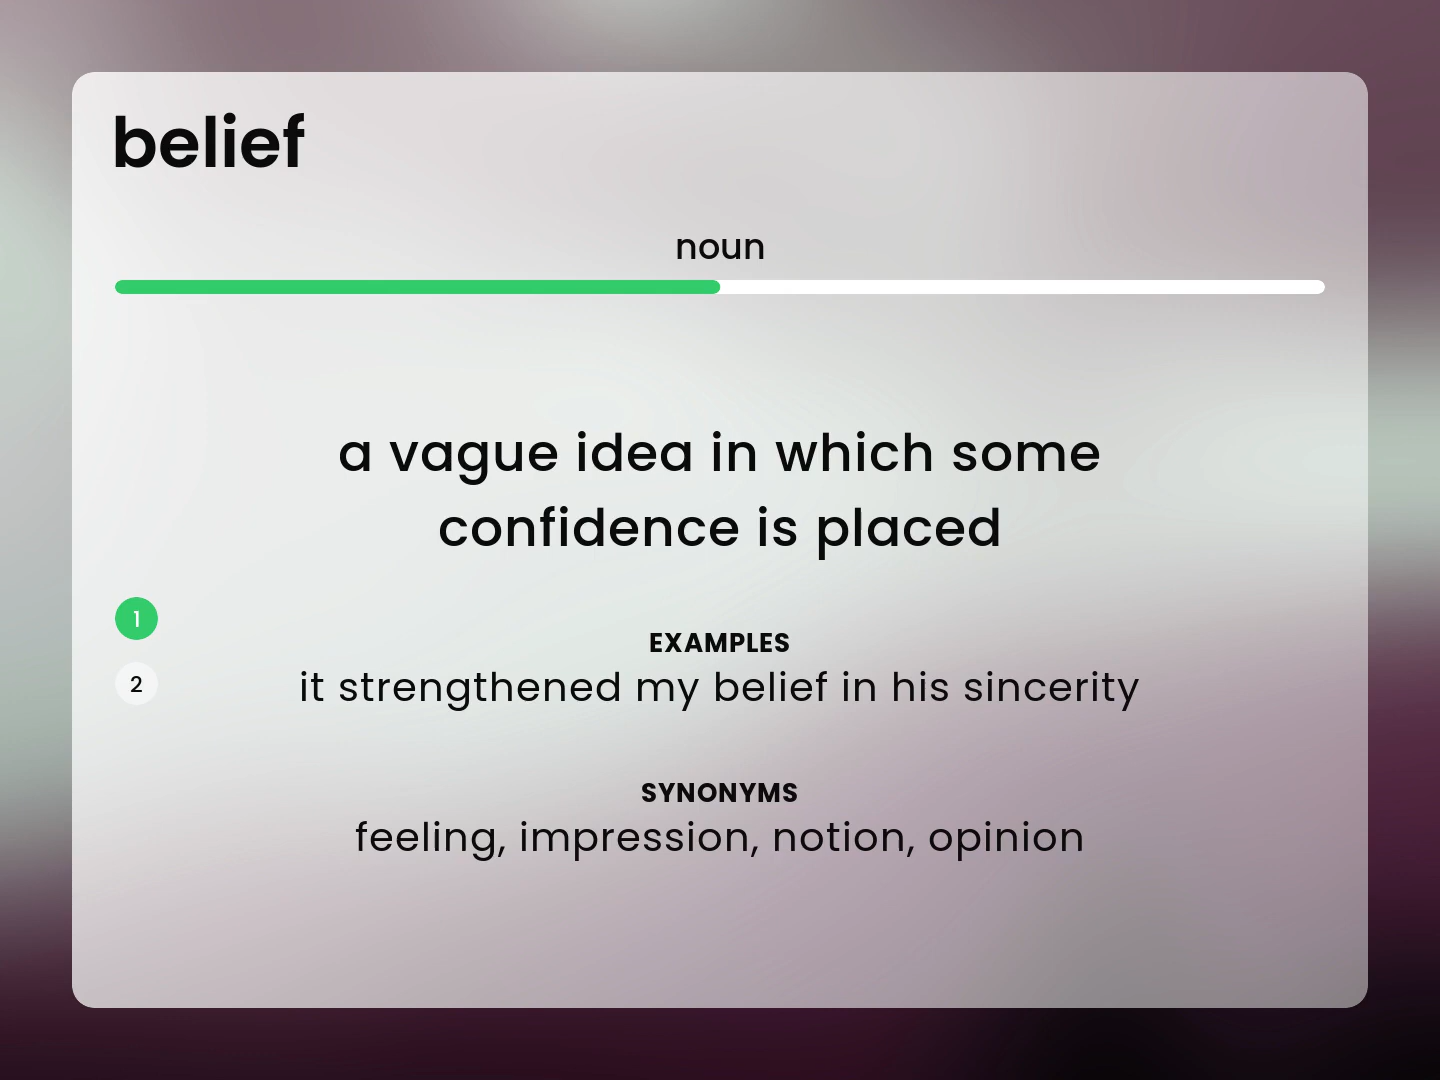 belief
noun
a vague idea in which some
confidence is placed
1
2
EXAMPLES
it strengthened my belief in his sincerity
SYNONYMS
feeling, impression, notion, opinion